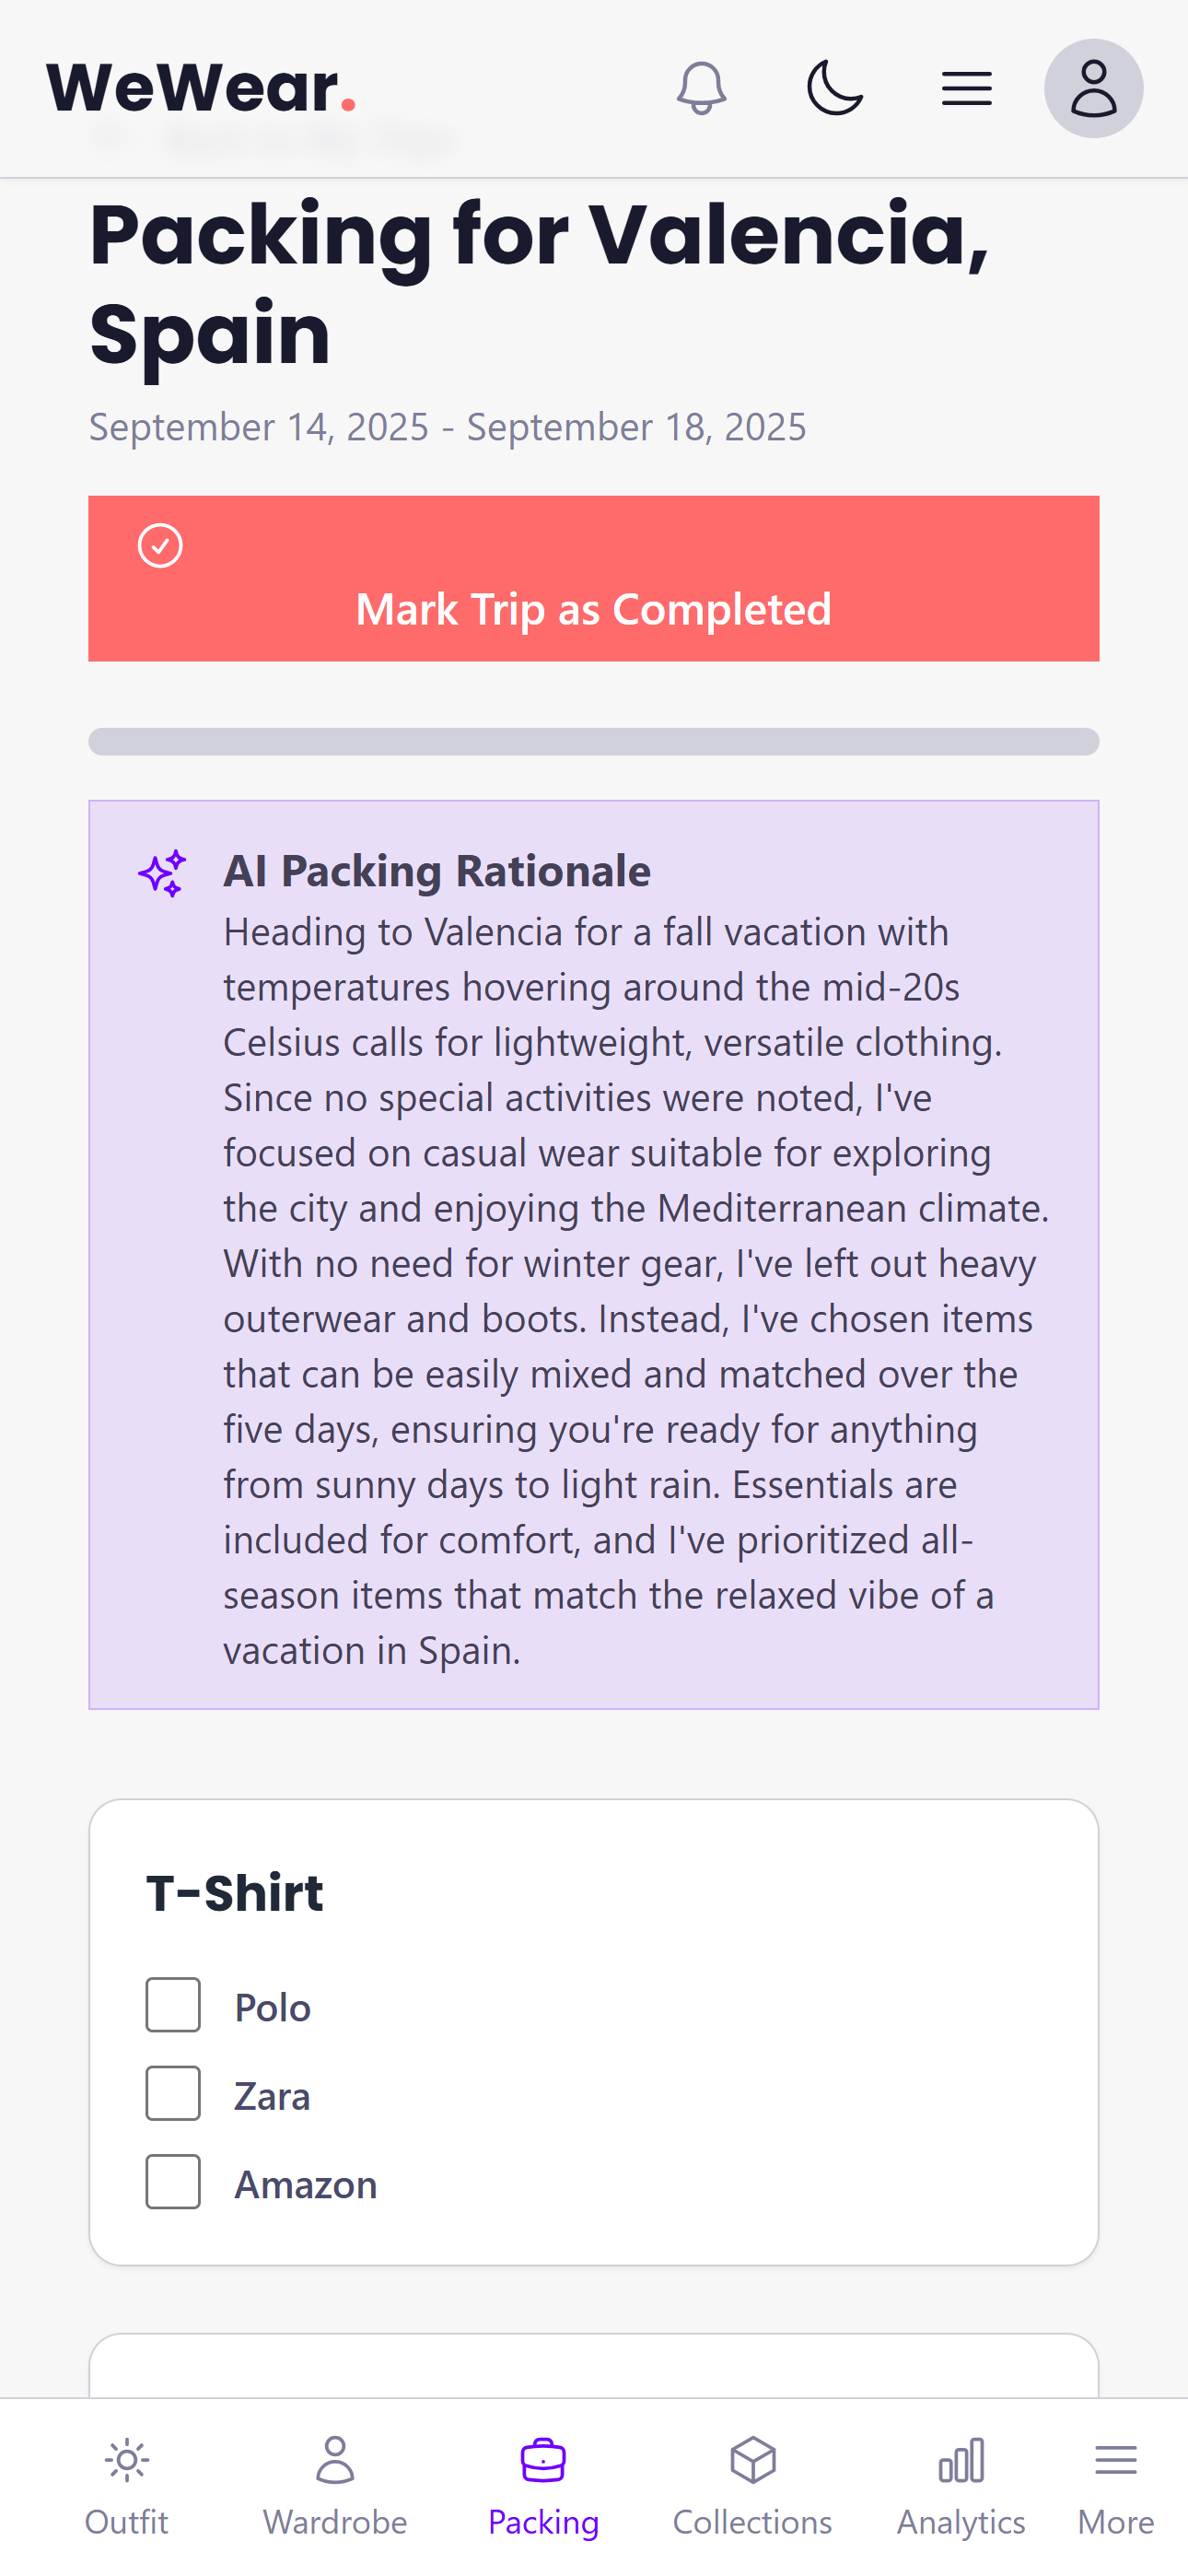 WeWear.
Packing for Valencia,
Spain
September 14, 2025 - September 18, 2025
Mark Trip as Completed
AI Packing Rationale
Heading to Valencia for a fall vacation with
temperatures hovering around the mid-20s
Celsius calls for lightweight, versatile clothing.
Since no special activities were noted, I've
focused on casual wear suitable for exploring
the city and enjoying the Mediterranean climate.
With no need for winter gear, I've left out heavy
outerwear and boots. Instead, I've chosen items
that can be easily mixed and matched over the
five days, ensuring you're ready for anything
from sunny days to light rain. Essentials are
included for comfort, and I've prioritized all-
season items that match the relaxed vibe of a
vacation in Spain.
T-Shirt
Polo
Zara
Amazon
Outfit
Wardrobe
Packing
Collections
Analytics
More